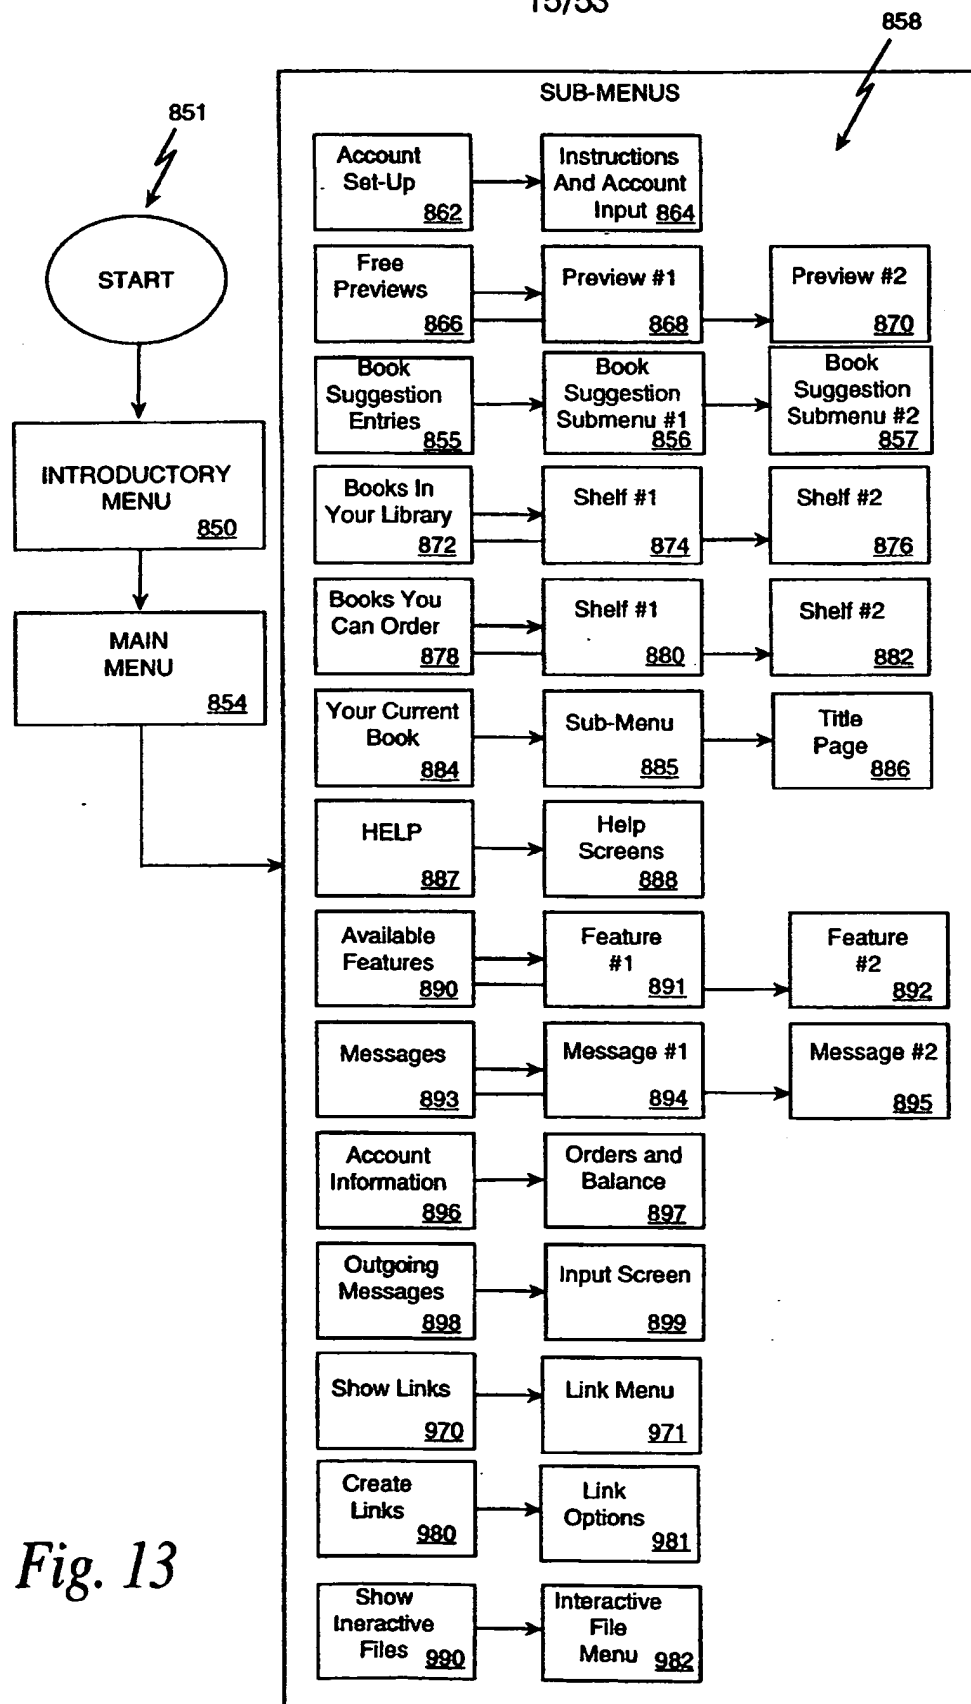 15/53
858
851
SUB-MENUS
START
INTRODUCTORY
MENU
850
MAIN
MENU
854
Account
Set-Up
862
Instructions
And Account
Input 864
Free
Previews
866
Preview #1
868
Preview #2
870
Book
Suggestion
Entries
855
Book
Suggestion
Submenu #1
856
Book
Suggestion
Submenu #2
857
Books In
Your Library
872
Shelf #1
874
Shelf #2
876
Books You
Can Order
878
Shelf #1
880
Shelf #2
882
Your Current
Book
884
Sub-Menu
885
Title
Page
886
HELP
887
Help
Screens
888
Available
Features
890
Feature
#1
891
Feature
#2
892
Messages
893
Message #1
894
Message #2
895
Account
Information
896
Orders and
Balance
897
Outgoing
Messages
898
Input Screen
899
Show Links
970
Link Menu
971
Create
Links
980
Link
Options
981
Show
Ineractive
Files 990
Interactive
File
Menu 982
Fig. 13